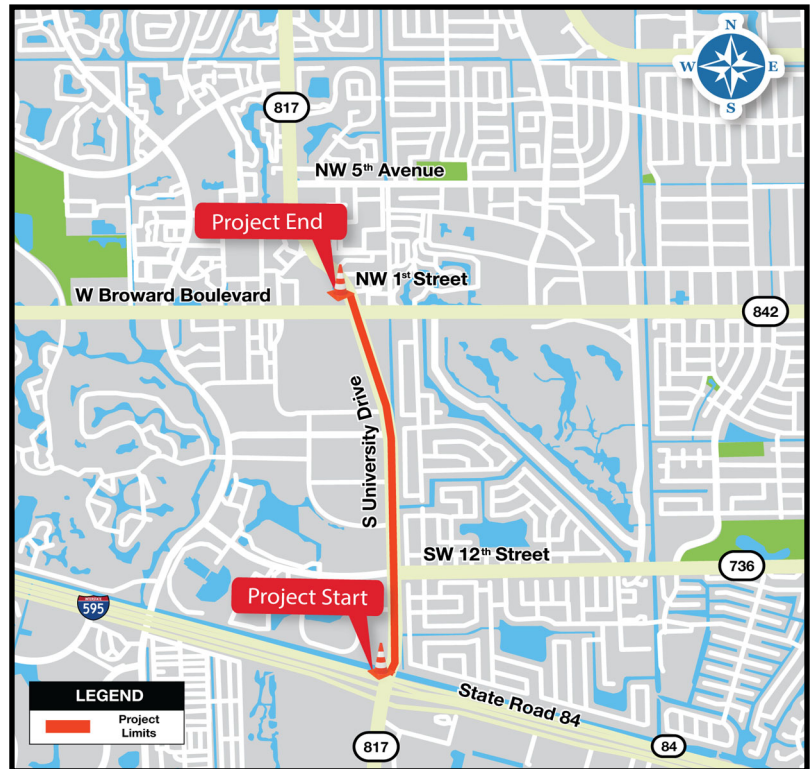 N
W
E
S
817
NW 5th Avenue
Project End
NW 1st Street
W Broward Boulevard
842
S University Drive
SW 12th Street
736
Project Start
INTERSTATE
595
State Road 84
LEGEND
Project
Limits
817
84